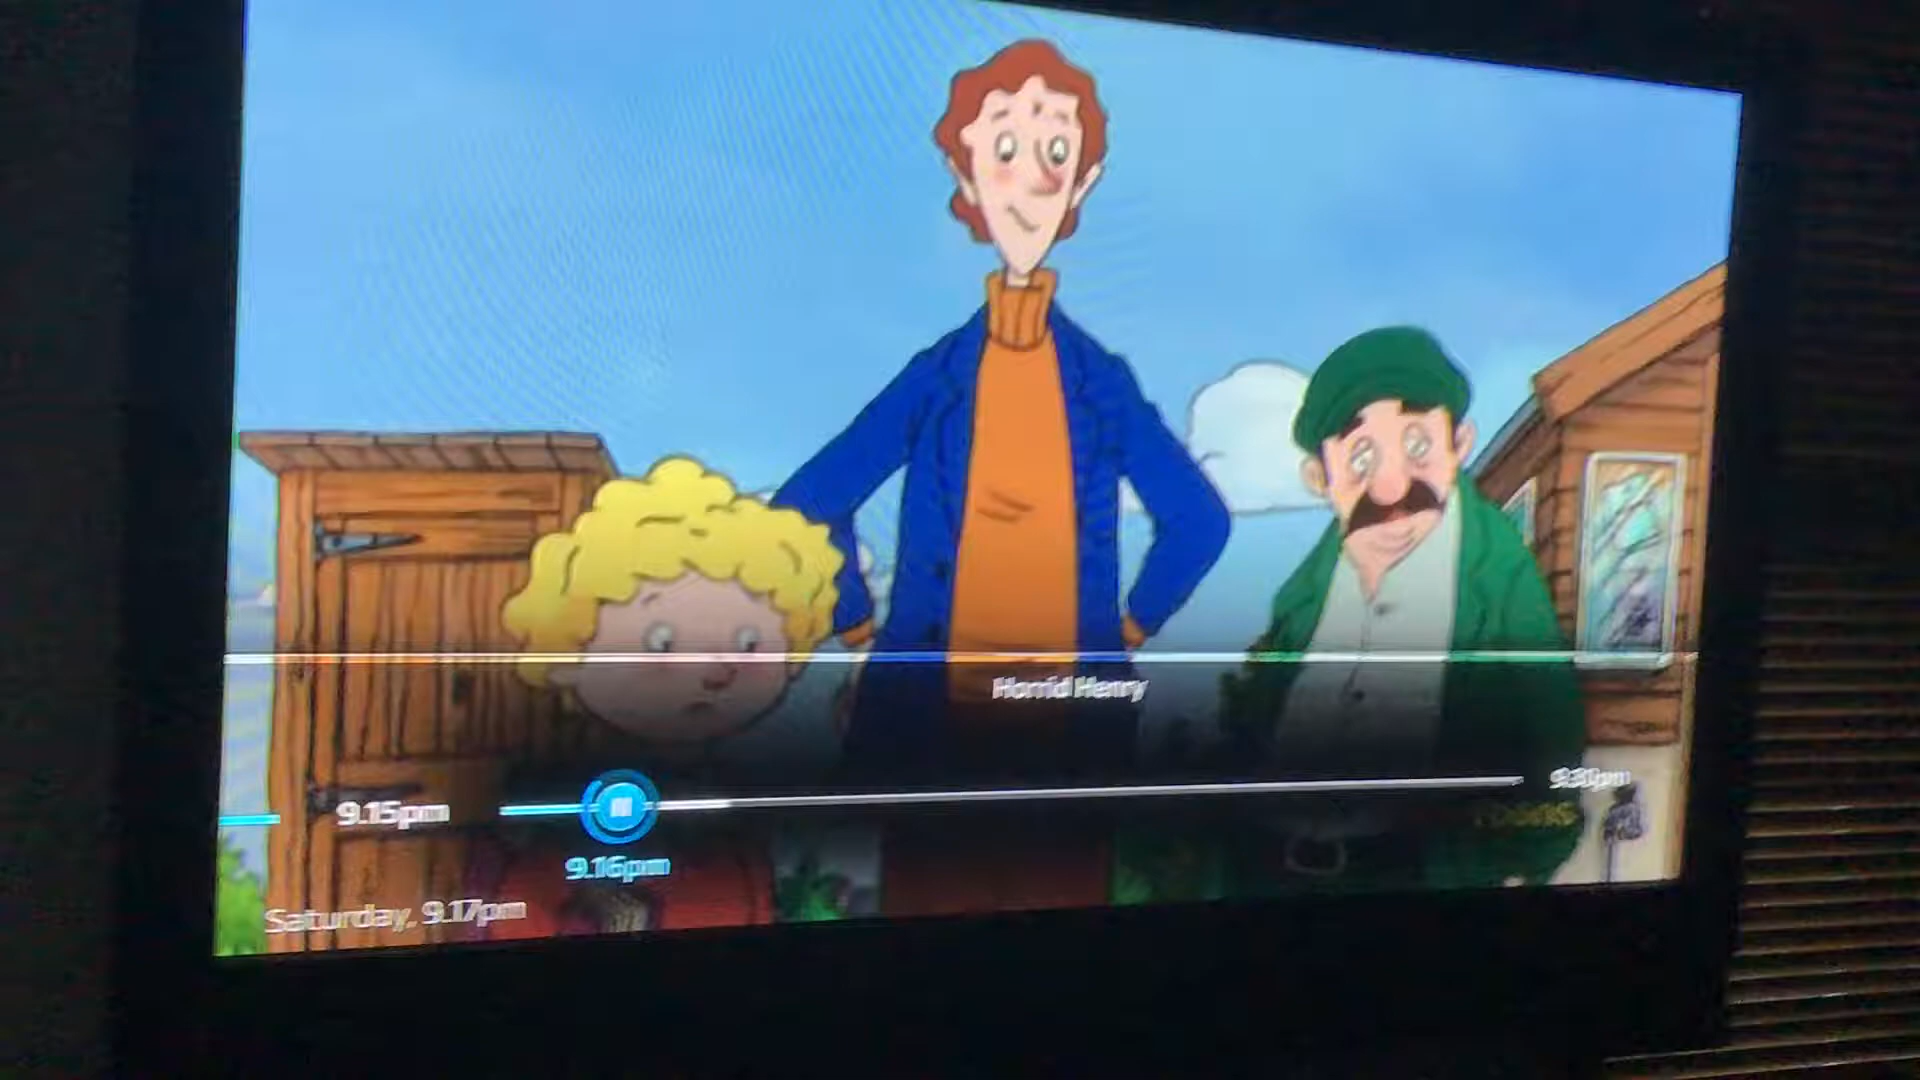 Horrid Henry
9.15pm
9.30pm
9.16pm
Saturday, 9.17pm